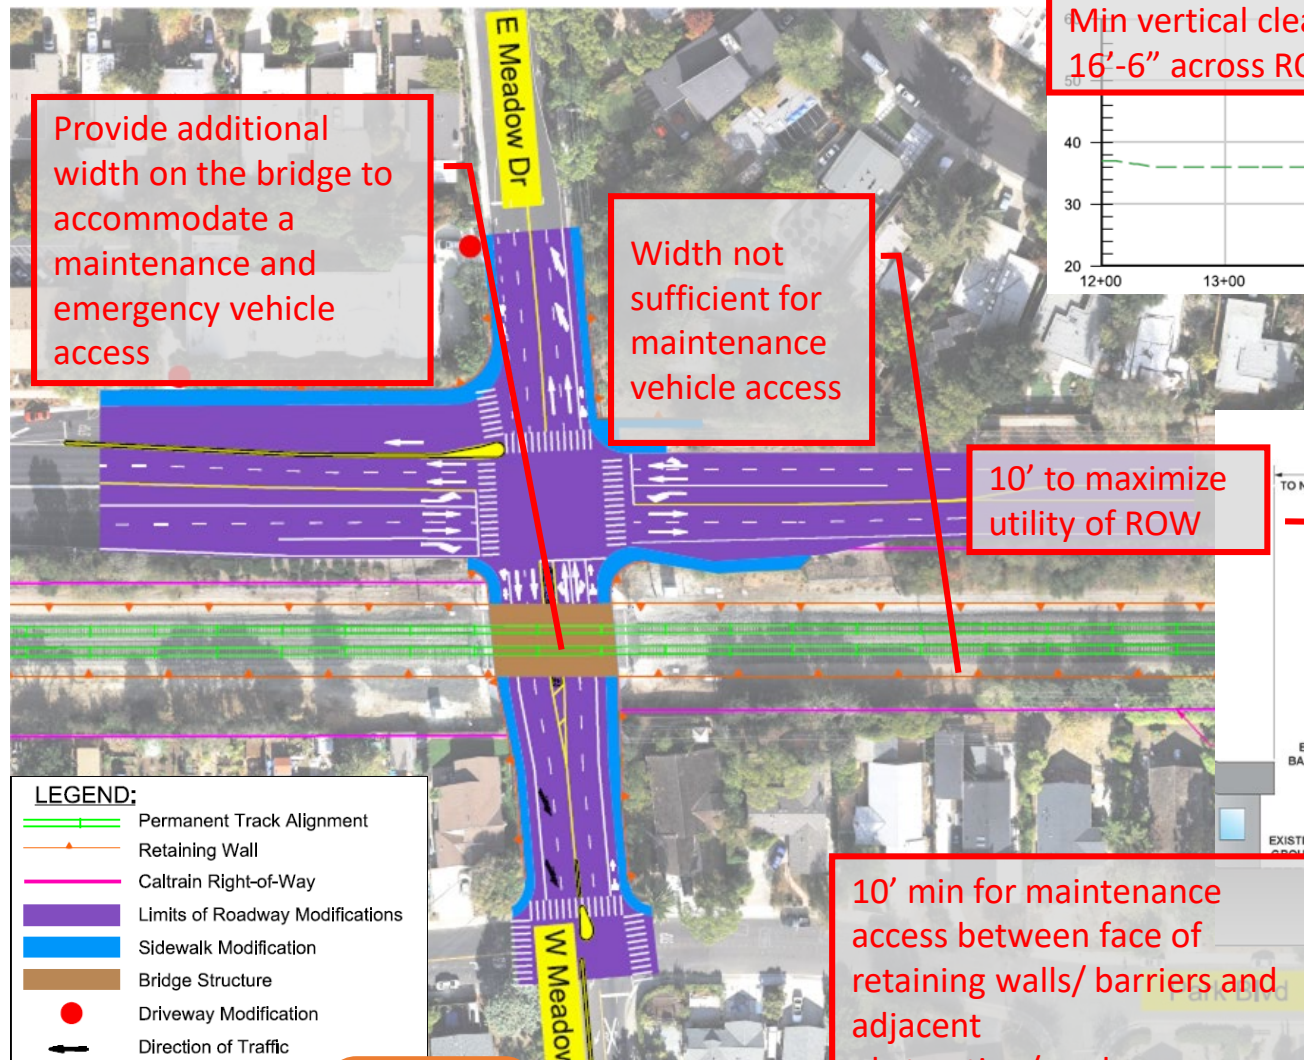 E Meadow Dr
Min vertical
16'-6" across
Provide additional
width on the bridge to
accommodate a
maintenance and
emergency vehicle
access
50
40
30
20
12+00
13+00
Width not
sufficient for
maintenance
vehicle access
10' to maximize
utility of ROW
TO
LEGEND:
Permanent Track Alignment
Retaining Wall
Caltrain Right-of-Way
Limits of Roadway Modifications
Sidewalk Modification
Bridge Structure
Driveway Modification
Direction of Traffic
W Meadow
10' min for maintenance
access between face of
retaining walls/ barriers and
adjacent
Park Blvd